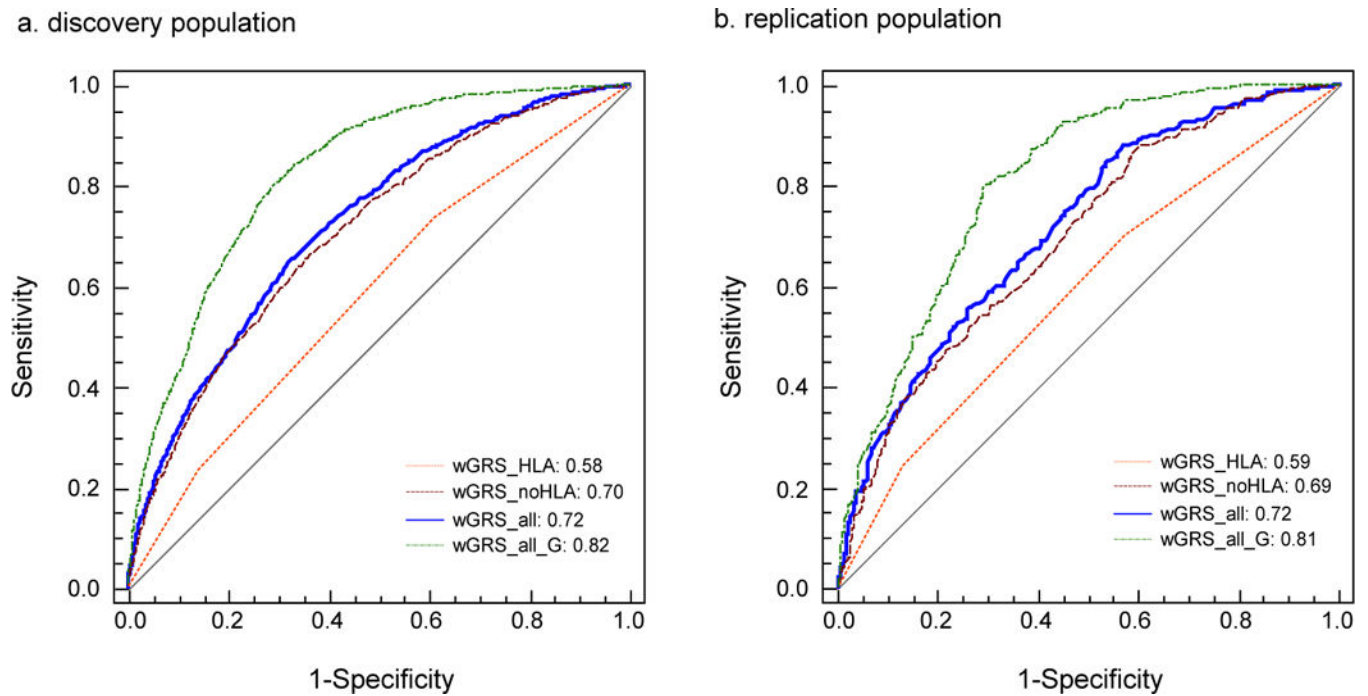 a. discovery population
1.0
0.8
0.6
0.4
0.2
0.0
Sensitivity
wGRS_HLA: 0.58
wGRS_noHLA: 0.70
wGRS_all: 0.72
wGRS_all_G: 0.82
0.0 0.2 0.4 0.6 0.8 1.0
1-Specificity
b. replication population
1.0
0.8
0.6
0.4
0.2
0.0
Sensitivity
wGRS_HLA: 0.59
wGRS_noHLA: 0.69
wGRS_all: 0.72
wGRS_all_G: 0.81
0.0 0.2 0.4 0.6 0.8 1.0
1-Specificity